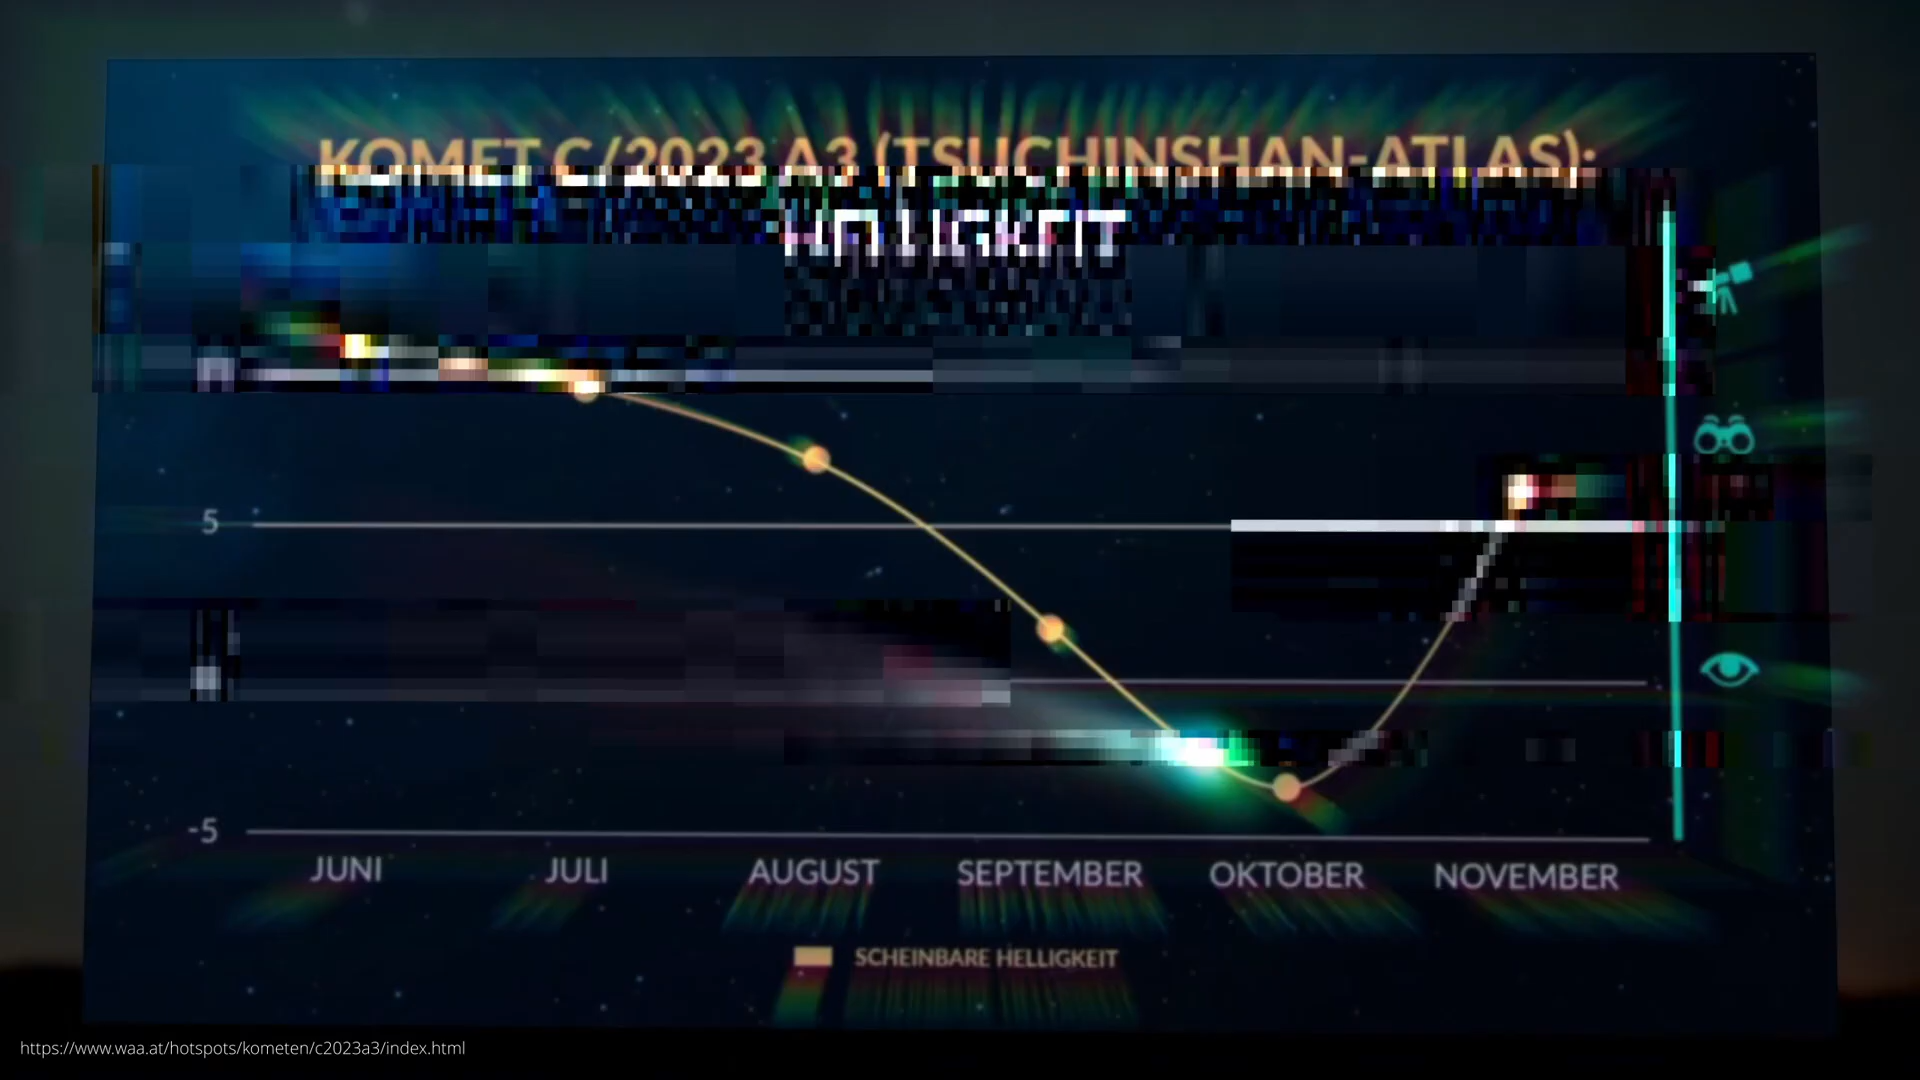 KOMET C/2023 A3 (TSUCHINSHAN-ATLAS):
HELLIGKEIT
5
-5
JUNI JULI AUGUST SEPTEMBER OKTOBER NOVEMBER
SCHEINBARE HELLIGKEIT
https://www.waa.at/hotspots/kometen/c2023a3/index.html